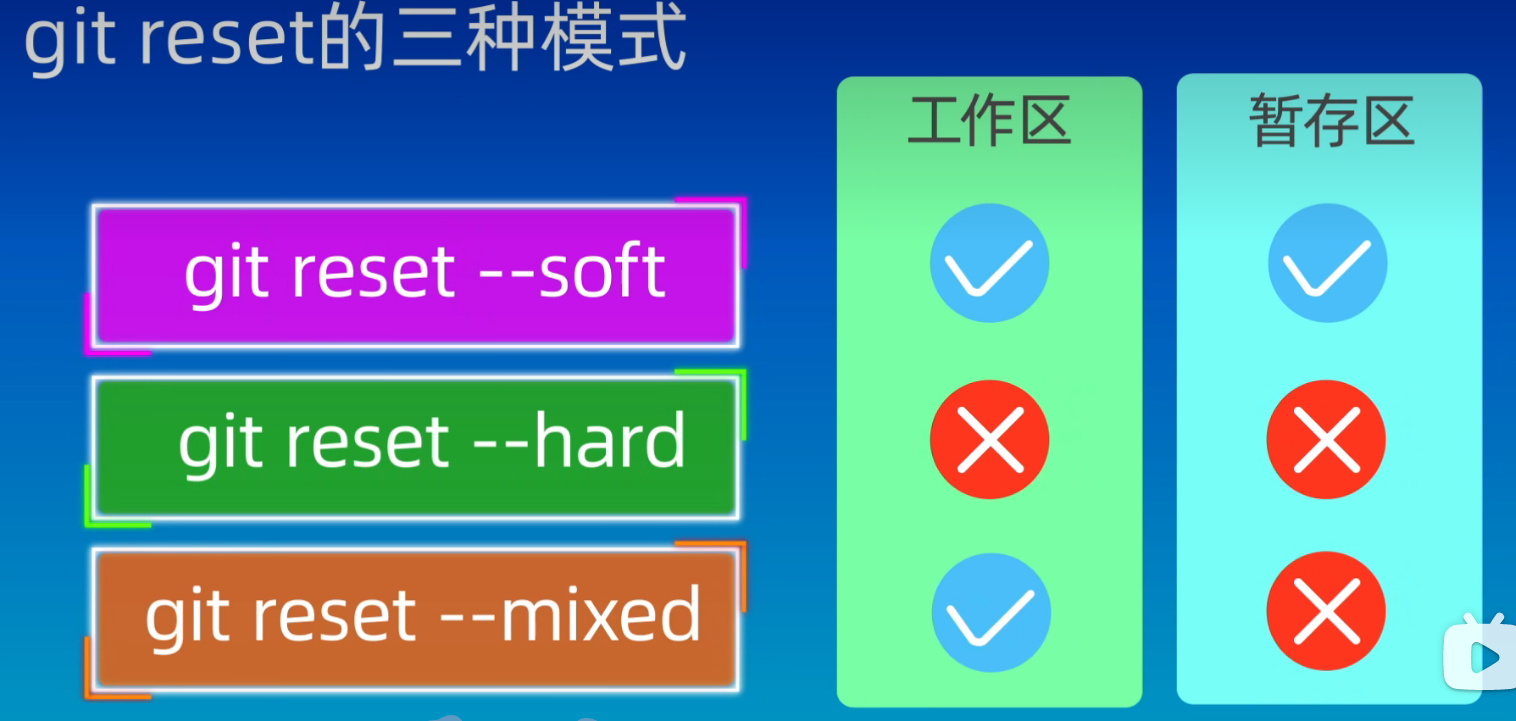 git reset的三种模式
工作区
暂存区
git reset --soft
git reset --hard
git reset --mixed